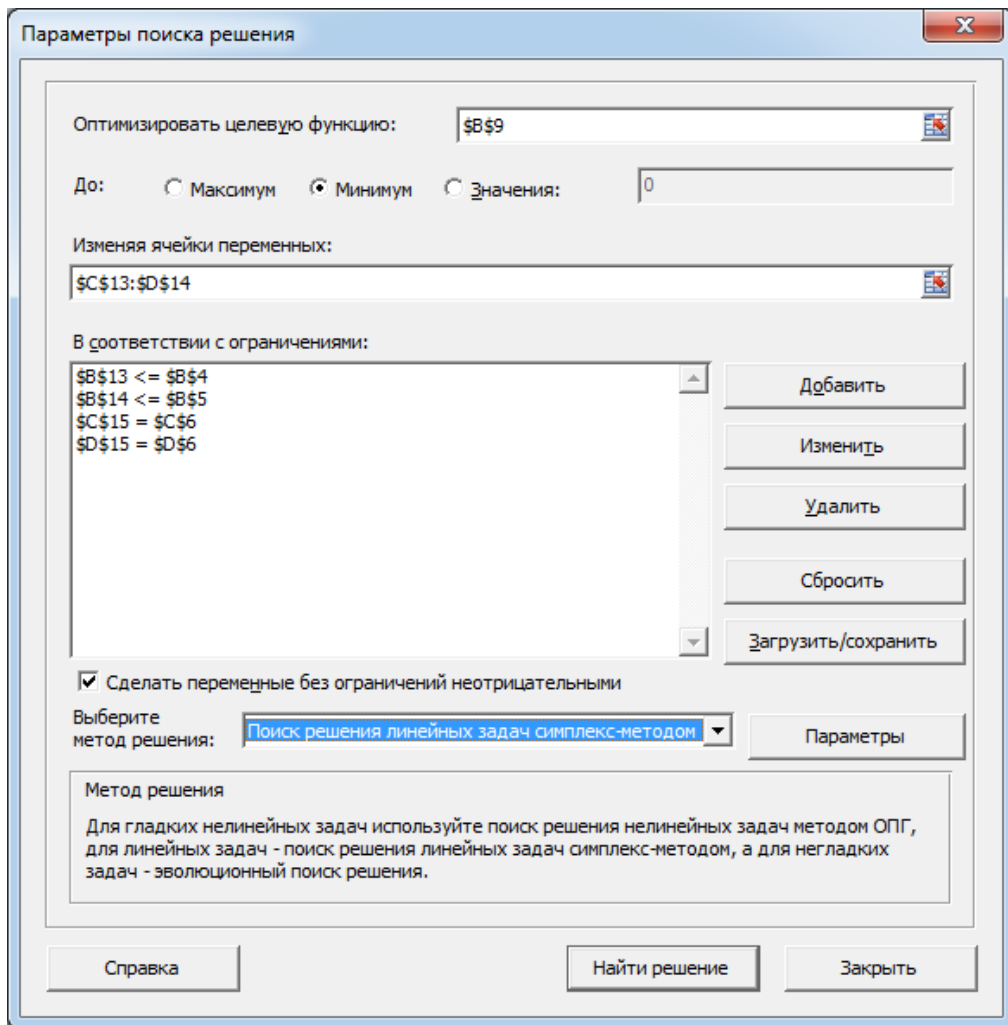 Параметры поиска решения
Оптимизировать целевую функцию: $B$9
До: Максимум Минимум Значения: 0
Изменяя ячейки переменных:
$C$13:$D$14
В соответствии с ограничениями:
$B$13 <= $B$4
$B$14 <= $B$5
$C$15 = $C$6
$D$15 = $D$6
Добавить
Изменить
Удалить
Сбросить
Загрузить/сохранить
Сделать переменные без ограничений неотрицательными
Выберите
метод решения:
Поиск решения линейных задач симплекс-методом
Параметры
Метод решения
Для гладких нелинейных задач используйте поиск решения нелинейных задач методом ОПГ,
для линейных задач - поиск решения линейных задач симплекс-методом, а для негладких
задач - эволюционный поиск решения.
Справка
Найти решение
Закрыть